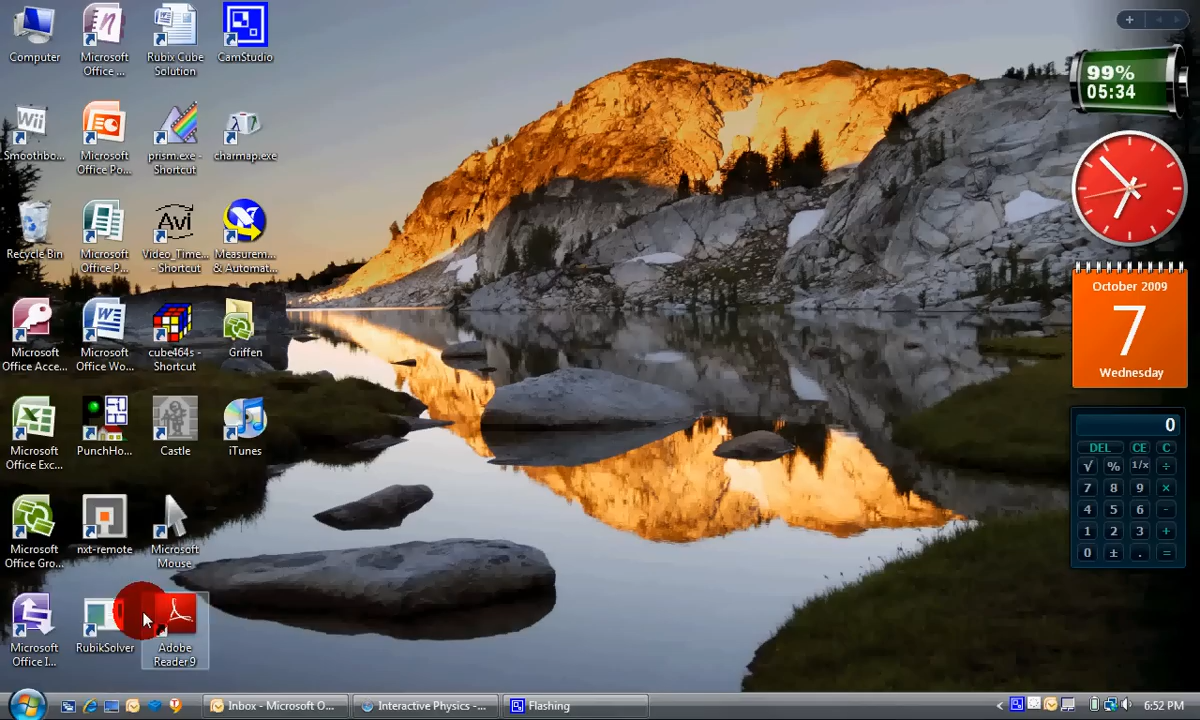 Computer
Microsoft
Office ...
Rubix Cube
Solution
CamStudio
Wii
Smoothbo...
Microsoft
Office Po...
prism.exe -
Shortcut
charmap.exe
Recycle Bin
Microsoft
Office P...
Avi
Video_Time...
- Shortcut
Measurem...
& Automat...
Microsoft
Office Acce...
Microsoft
Office Wo...
cube464s -
Shortcut
Griffen
Microsoft
Office Exc...
PunchHo...
Castle
iTunes
Microsoft
Office Gro...
nxt-remote
Microsoft
Mouse
Microsoft
Office I...
RubikSolver
Adobe
Reader 9
99%
05:34
October 2009
7
Wednesday
0
DEL CE C
√ % 1/x ÷
7 8 9 ×
4 5 6 -
1 2 3 +
0 ± . =
Inbox - Microsoft O...
Interactive Physics -...
Flashing
6:52 PM